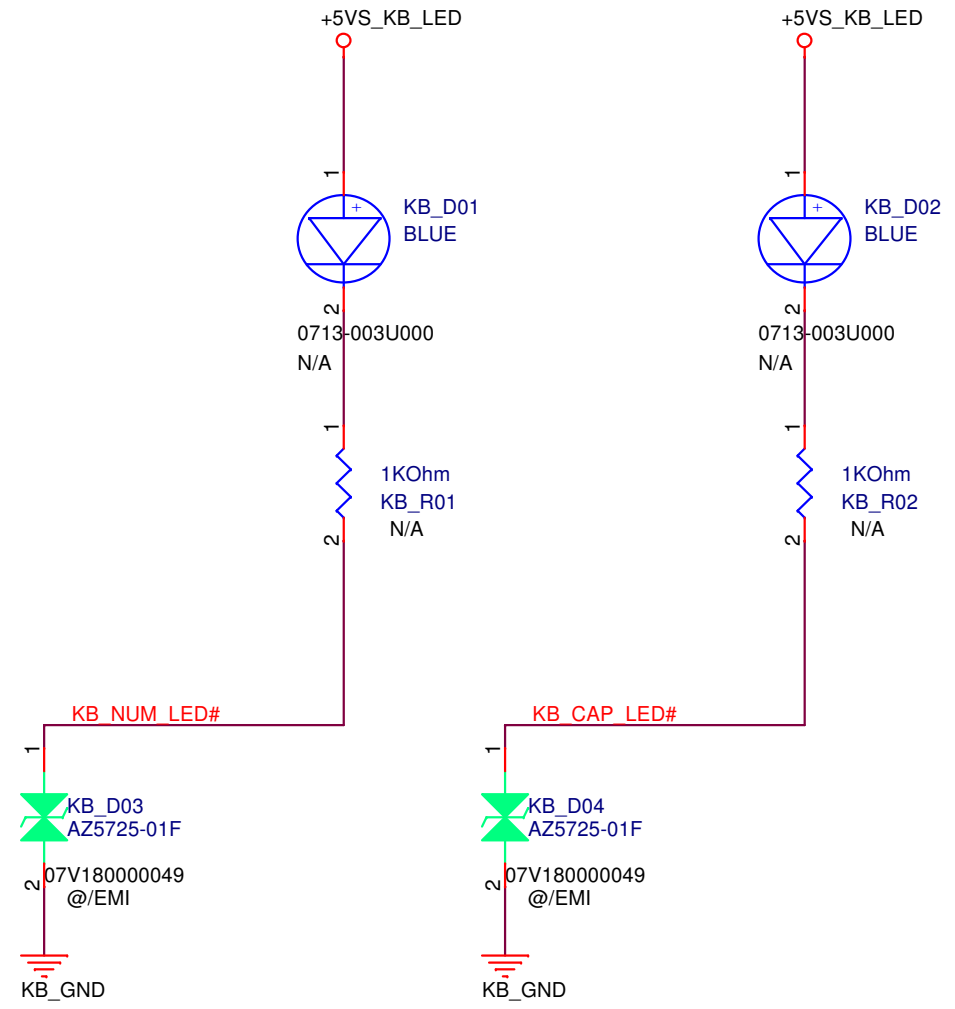 +5VS_KB_LED
1
+
KB_D01
BLUE
2
0713-003U000
N/A
1
1KOhm
KB_R01
N/A
2
KB_NUM_LED#
1
KB_D03
AZ5725-01F
2
07V180000049
@/EMI
KB_GND
+5VS_KB_LED
1
+
KB_D02
BLUE
2
0713-003U000
N/A
1
1KOhm
KB_R02
N/A
2
KB_CAP_LED#
1
KB_D04
AZ5725-01F
2
07V180000049
@/EMI
KB_GND